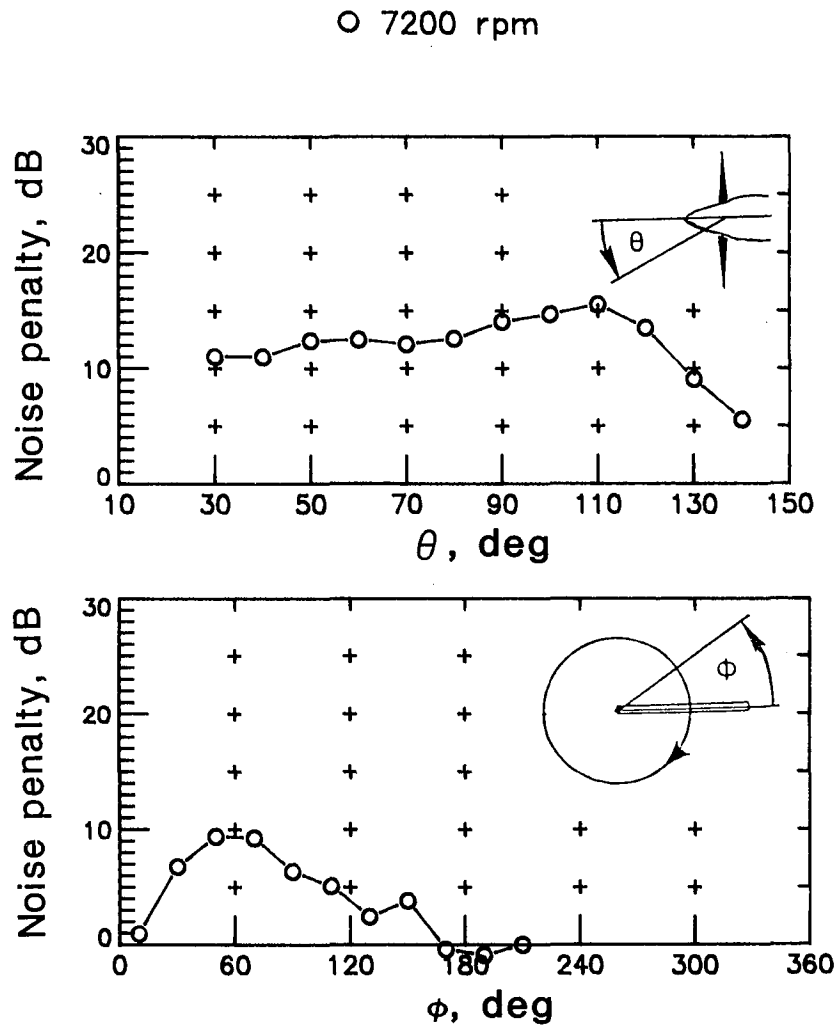 7200 rpm
30
20
10
0
Noise penalty, dB
θ
10 30 50 70 90 110 130 150
θ, deg
30
20
10
0
Noise penalty, dB
ϕ
0 60 120 180 240 300 360
ϕ, deg